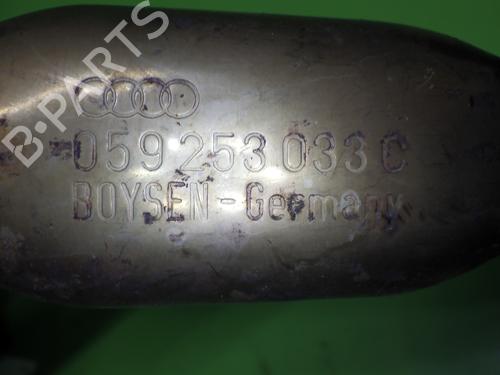 B-PARTS
059 253 033 C
BOYSEN - Germany